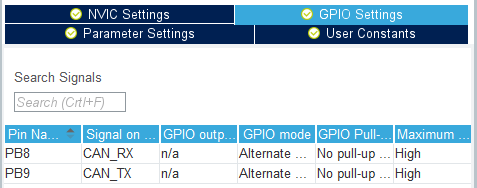 NVIC Settings GPIO Settings
Parameter Settings User Constants
Search Signals
Search (Crtl+F)
Pin Na... Signal on ... GPIO outp... GPIO mode GPIO Pull-... Maximum ...
PB8 CAN_RX n/a Alternate ... No pull-up ... High
PB9 CAN_TX n/a Alternate ... No pull-up ... High